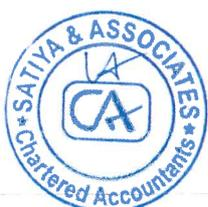 SATIYA & ASSOCIATES
CA
Chartered Accountants